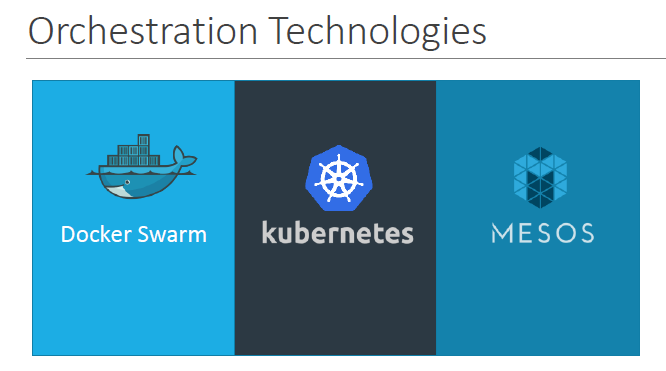 Orchestration Technologies
Docker Swarm
kubernetes
MESOS